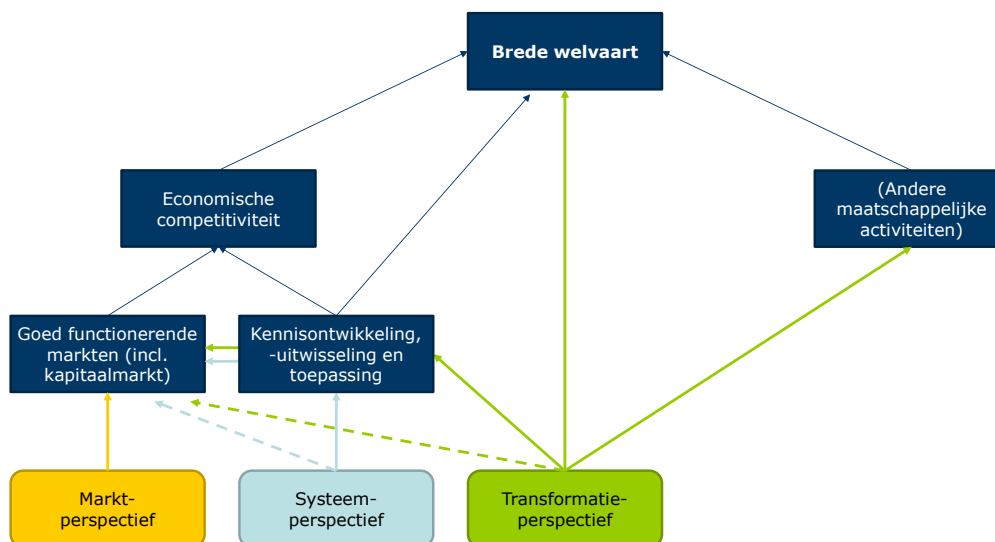 Brede welvaart
Economische
competitiviteit
(Andere
maatschappelijke
activiteiten)
Goed functionerende
markten (incl.
kapitaalmarkt)
Kennisontwikkeling,
-uitwisseling en
toepassing
Markt-
perspectief
Systeem-
perspectief
Transformatie-
perspectief